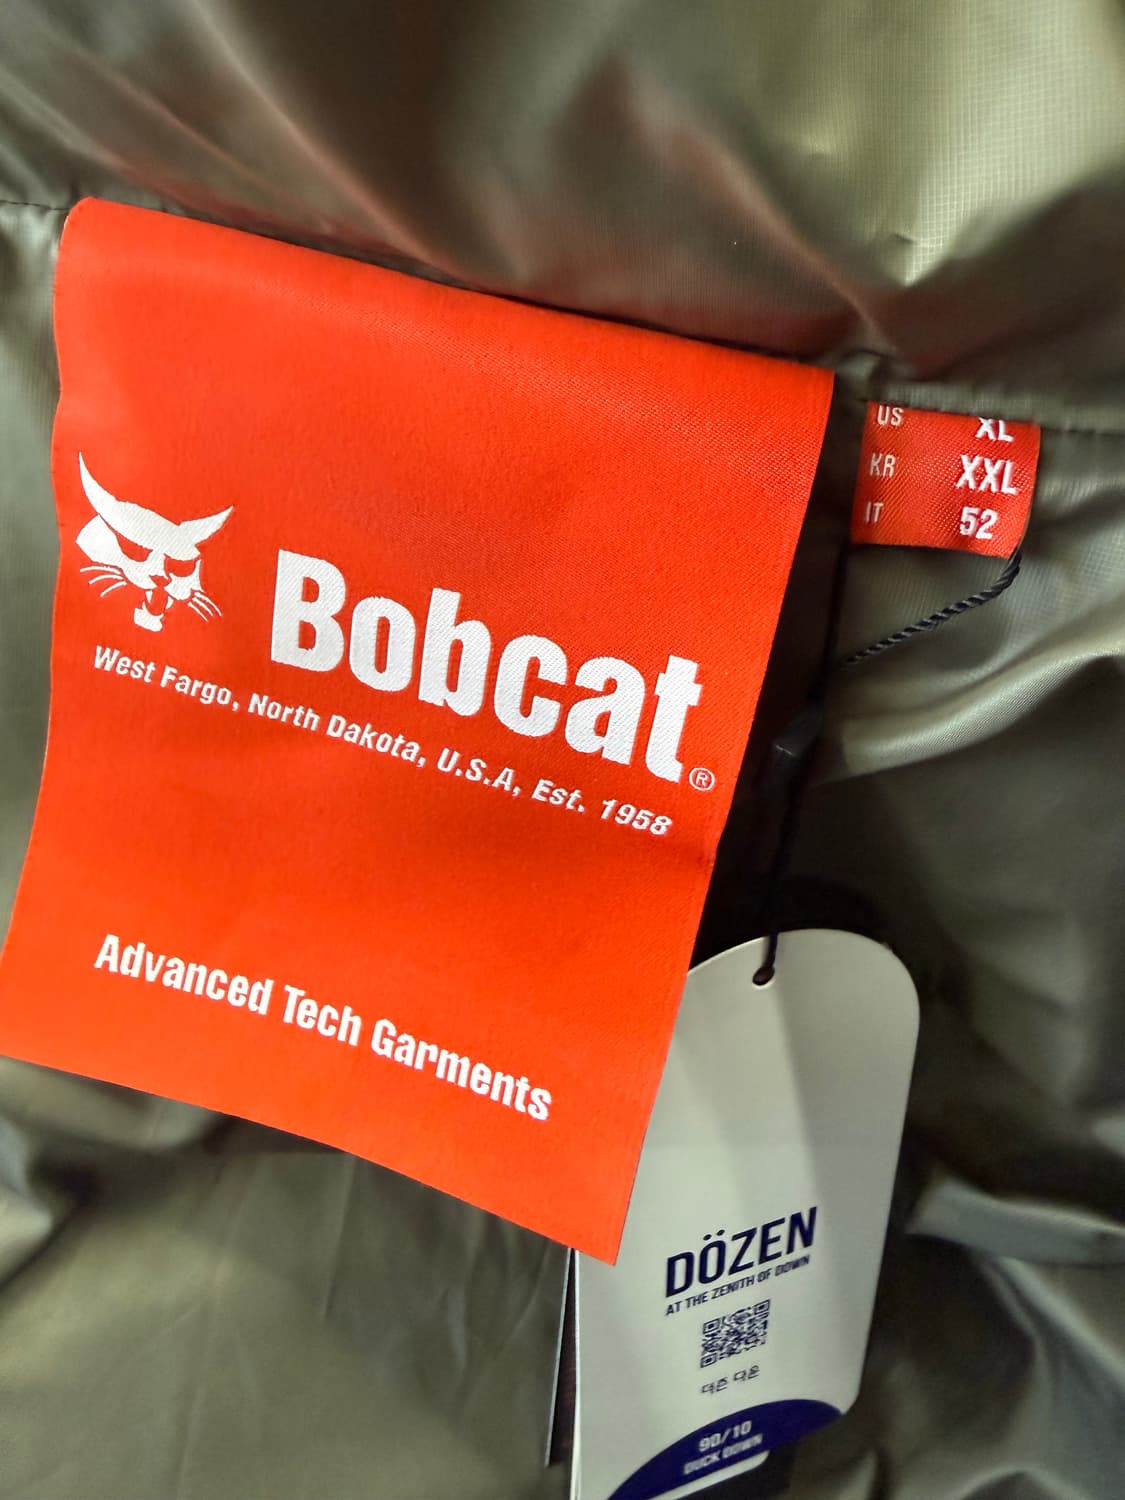 Bobcat®
West Fargo, North Dakota, U.S.A, Est. 1958
Advanced Tech Garments
US XL
KR XXL
IT 52
DÖZEN
AT THE ZENITH OF DOWN
더즌 다운
90/10
DUCK DOWN